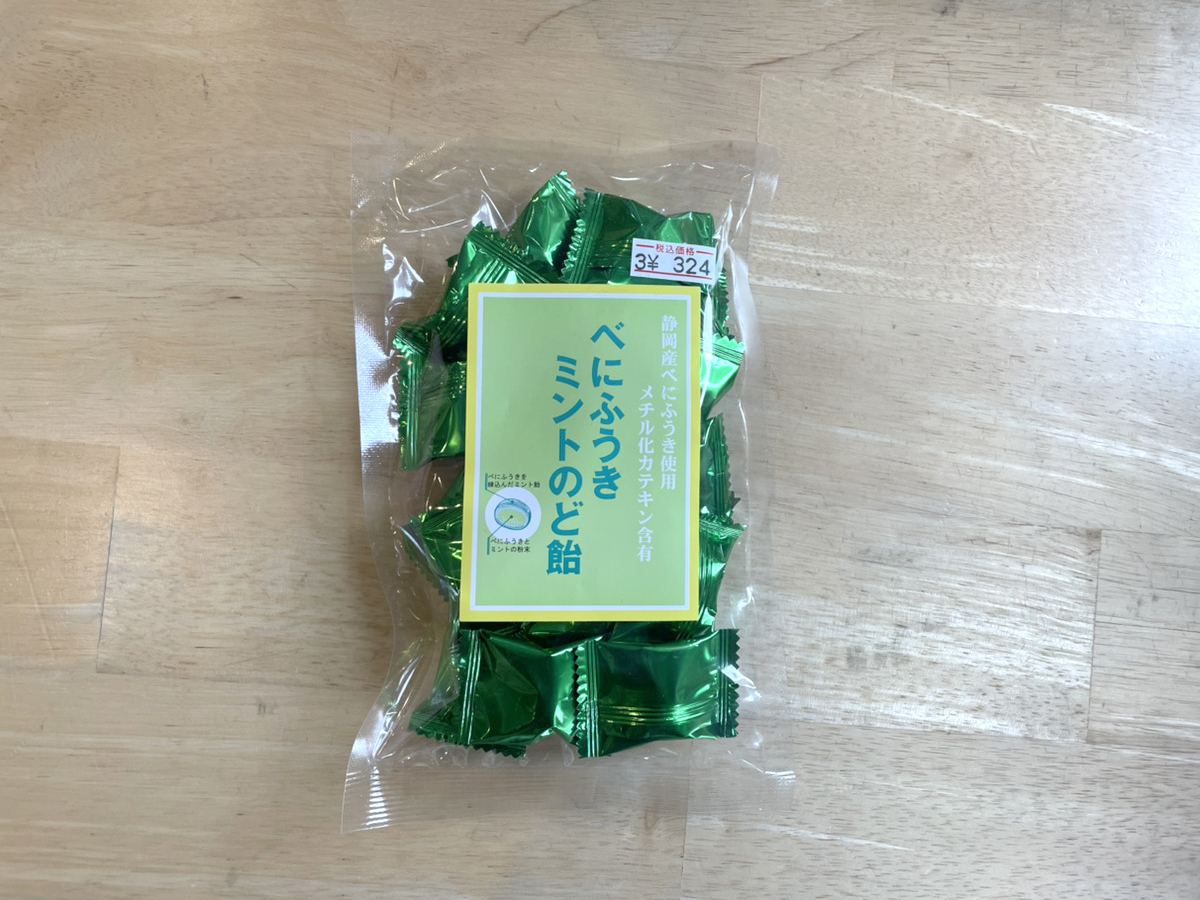 税込価格
3¥ 324
静岡産べにふうき使用
メチル化カテキン含有
べにふうき
ミントのど飴
べにふうきを
練込んだミント飴
べにふうきと
ミントの粉末